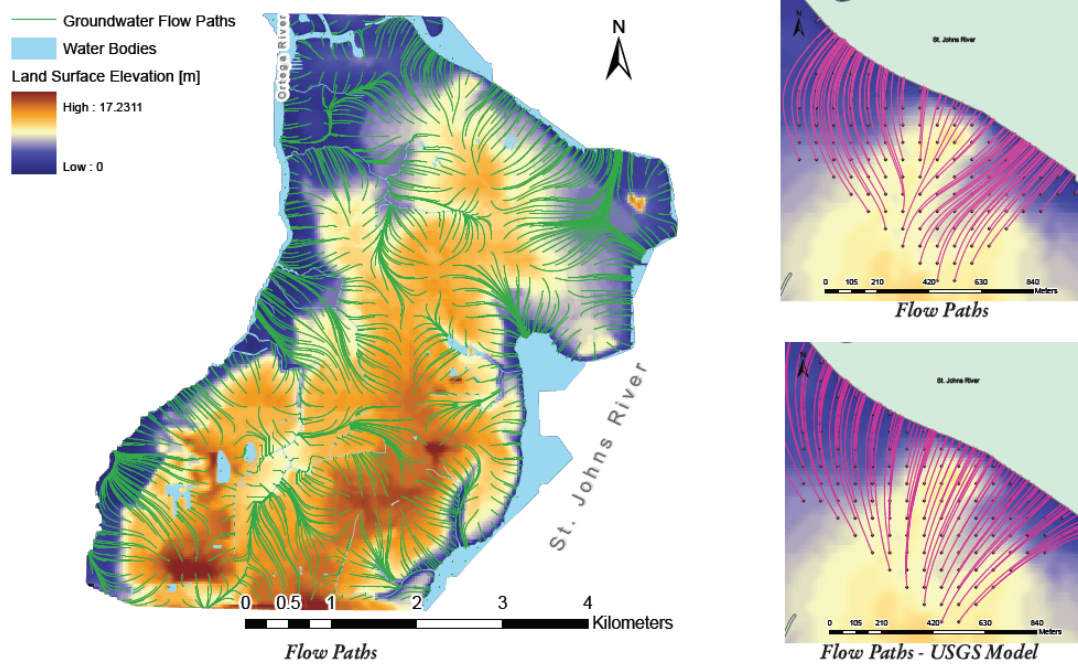 Groundwater Flow Paths
Water Bodies
Land Surface Elevation [m]
High : 17.2311
Low : 0
Ortega River
N
St. Johns River
0 0.5 1 2 3 4
Kilometers
Flow Paths
N
St. Johns River
0 105 210 420 630 840
Meters
Flow Paths
N
St. Johns River
0 105 210 420 630 840
Meters
Flow Paths - USGS Model